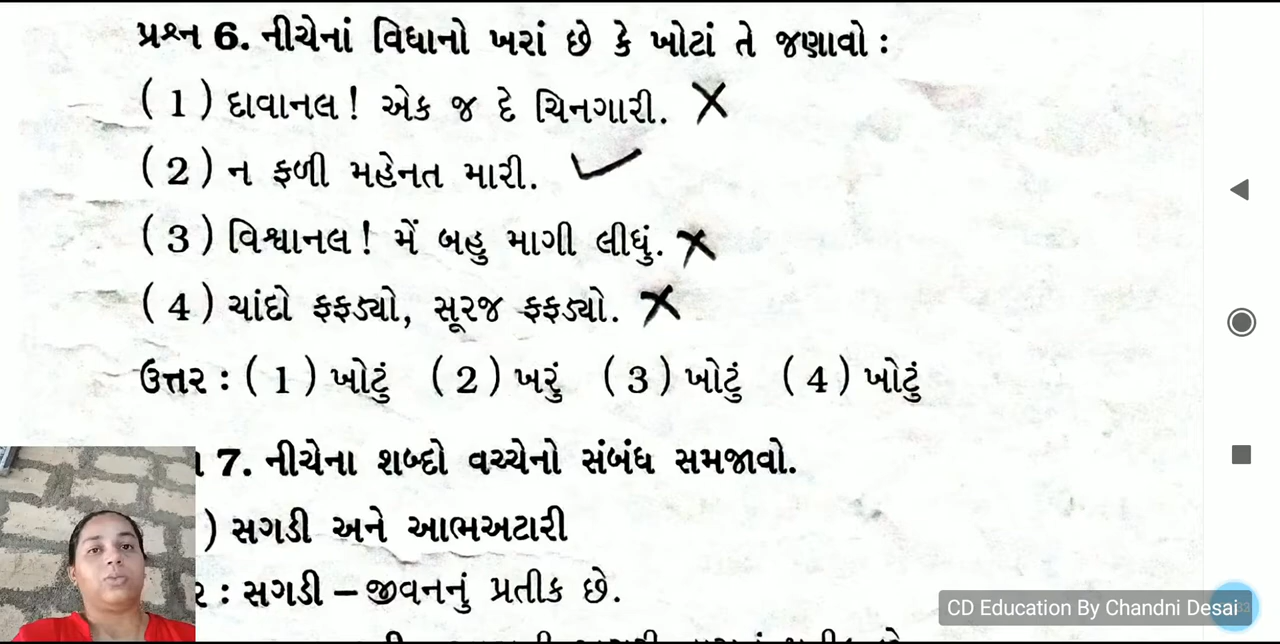 પ્રશ્ન 6. નીચેનાં વિધાનો ખરાં છે કે ખોટાં તે જણાવો :
(1) દાવાનલ! એક જ દે ચિનગારી.
(2) ન ફળી મહેનત મારી.
(3) વિશ્વાનલ! મેં બહુ માગી લીધું.
(4) ચાંદો ફફડ્યો, સૂરજ ફફડ્યો.
ઉત્તર : (1) ખોટું (2) ખરું (3) ખોટું (4) ખોટું
7. નીચેના શબ્દો વચ્ચેનો સંબંધ સમજાવો.
) સગડી અને આભઅટારી
ર : સગડી – જીવનનું પ્રતીક છે.
CD Education By Chandni Desai